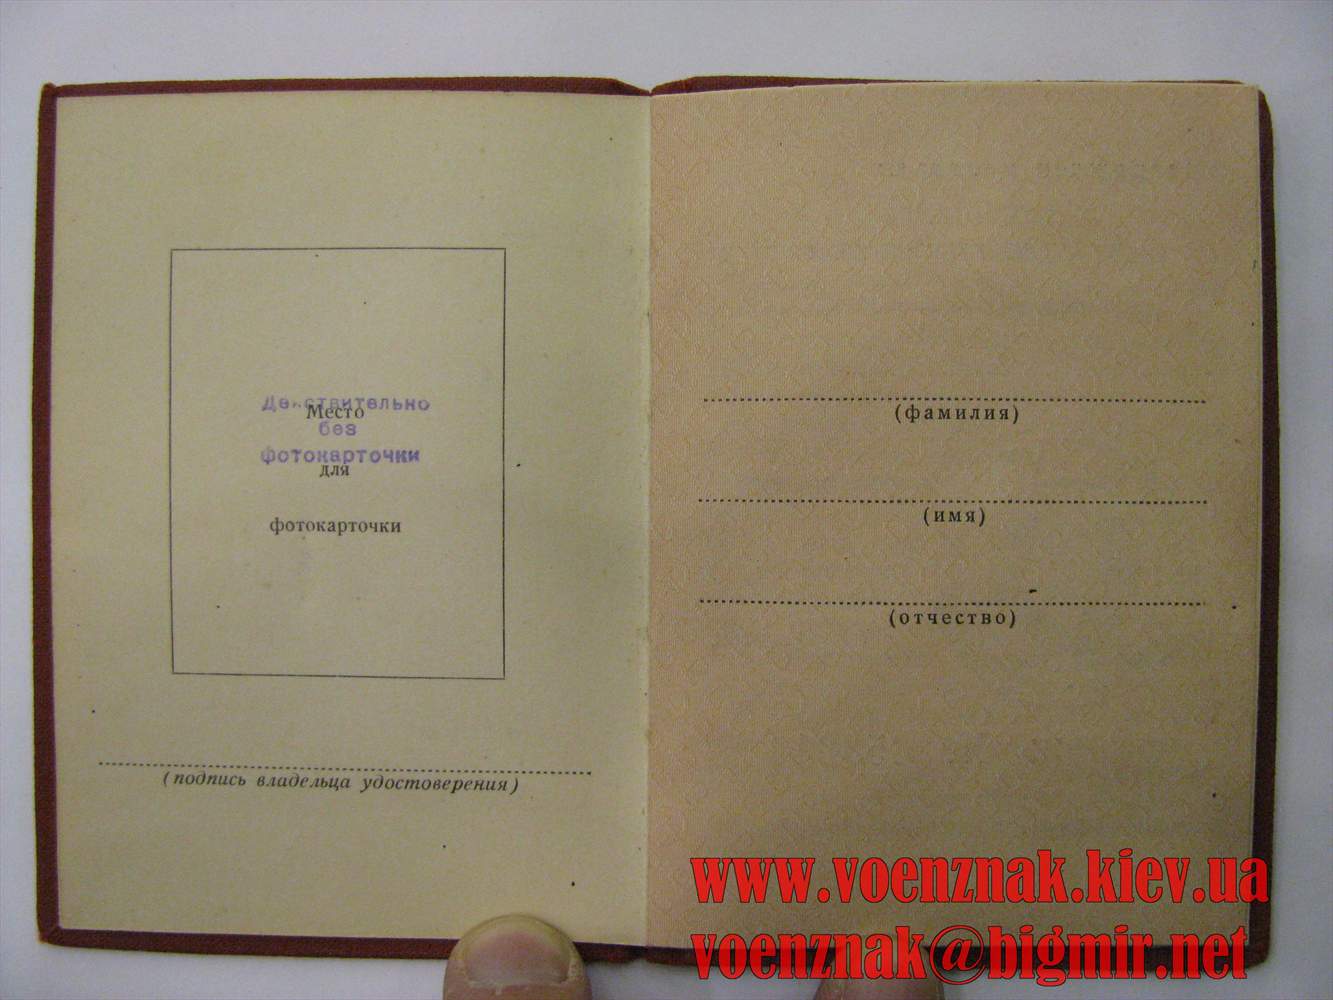 Действительно
Место
без
фотокарточки
для
фотокарточки
(подпись владельца удостоверения)
(фамилия)
(имя)
(отчество)
www.voenznak.kiev.ua
voenznak@bigmir.net